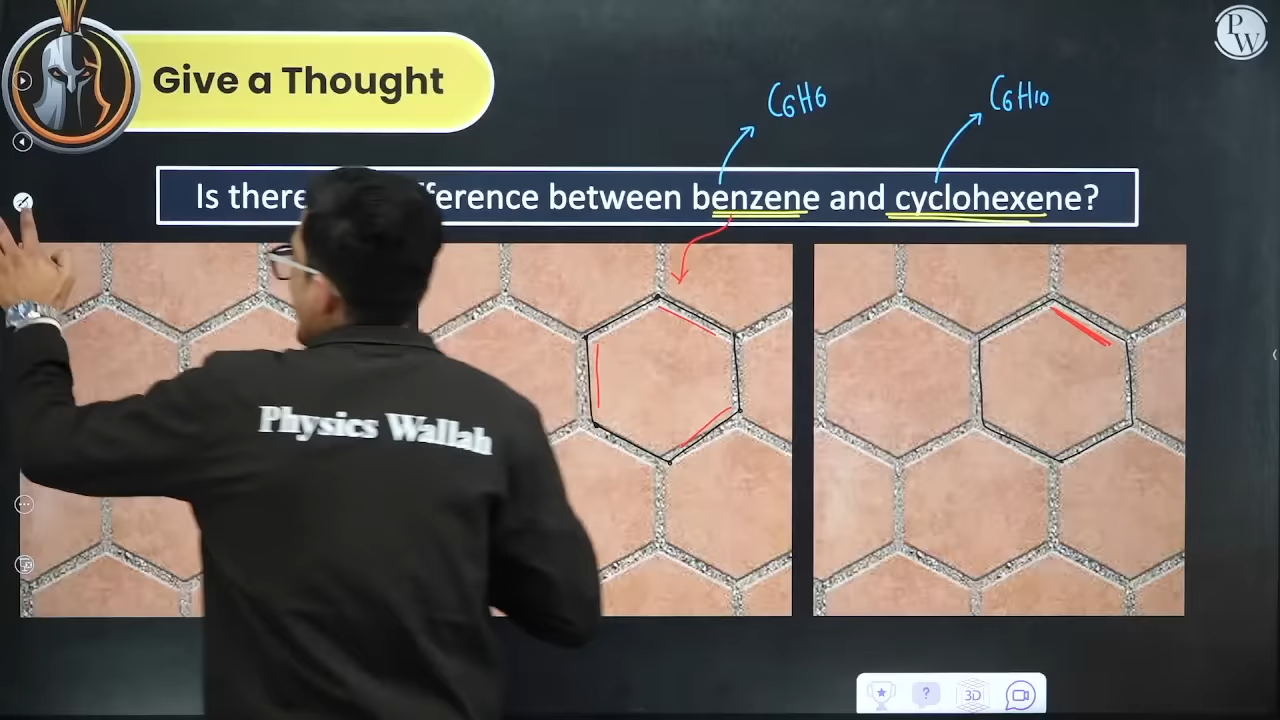 Give a Thought
PW
C6H6
C6H10
Is there fference between benzene and cyclohexene?
Physics Wallah
?
3D